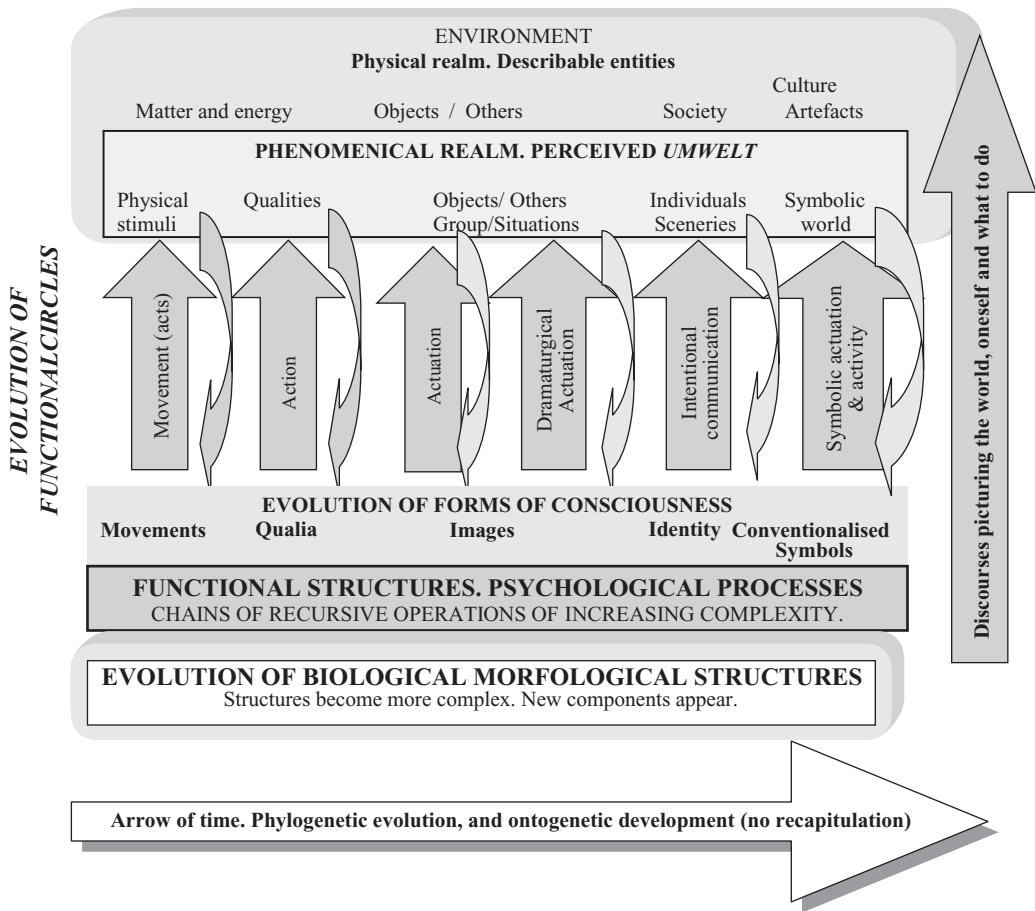 ENVIRONMENT
Physical realm. Describable entities
Matter and energy
Objects / Others
Society
Culture
Artefacts
PHENOMENICAL REALM. PERCEIVED UMWELT
Physical
stimuli
Qualities
Objects/ Others
Group/Situations
Individuals
Sceneries
Symbolic
world
EVOLUTION OF
FUNCTIONALCIRCLES
Movement (acts)
Action
Actuation
Dramaturgical
Actuation
Intentional
communication
Symbolic actuation
& activity
Discourses picturing the world, oneself and what to do
EVOLUTION OF FORMS OF CONSCIOUSNESS
Movements
Qualia
Images
Identity
Conventionalised
Symbols
FUNCTIONAL STRUCTURES. PSYCHOLOGICAL PROCESSES
CHAINS OF RECURSIVE OPERATIONS OF INCREASING COMPLEXITY.
EVOLUTION OF BIOLOGICAL MORFOLOGICAL STRUCTURES
Structures become more complex. New components appear.
Arrow of time. Phylogenetic evolution, and ontogenetic development (no recapitulation)